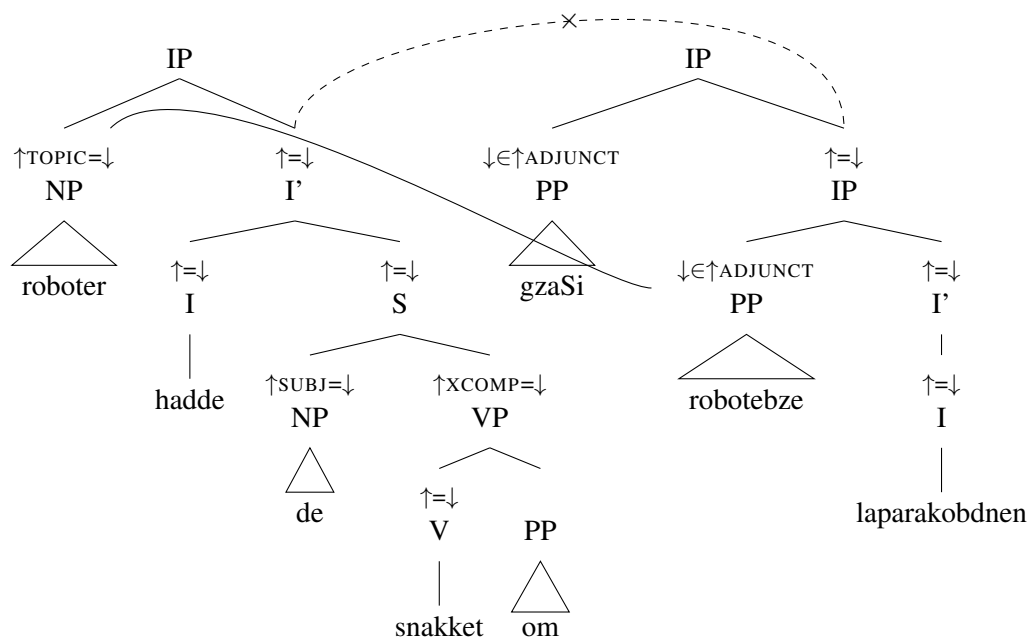 IP IP
↑TOPIC=↓ ↑=↓ ↓∈↑ADJUNCT ↑=↓
NP I’ PP IP
roboter ↑=↓ ↑=↓ gzaSi ↓∈↑ADJUNCT ↑=↓
I S PP I’
hadde ↑SUBJ=↓ ↑XCOMP=↓ robotebze ↑=↓
NP VP I
de ↑=↓ laparakobdnen
V PP
snakket om